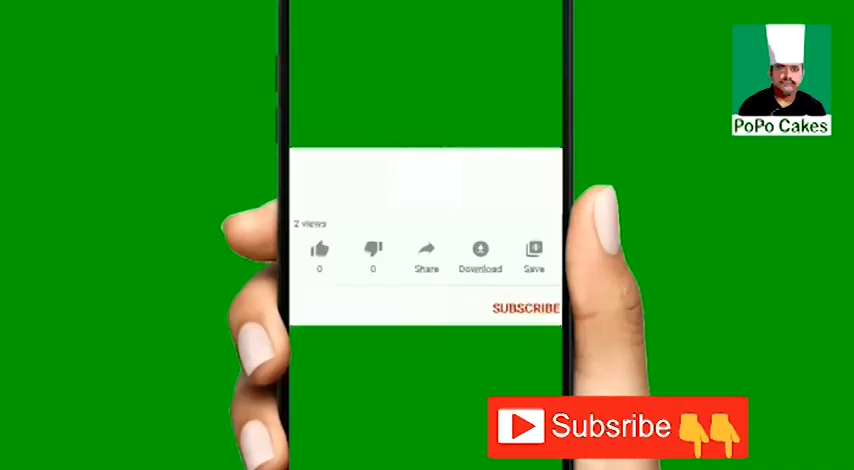 PoPo Cakes
2 views
0 0 Share Download Save
SUBSCRIBE
Subsribe